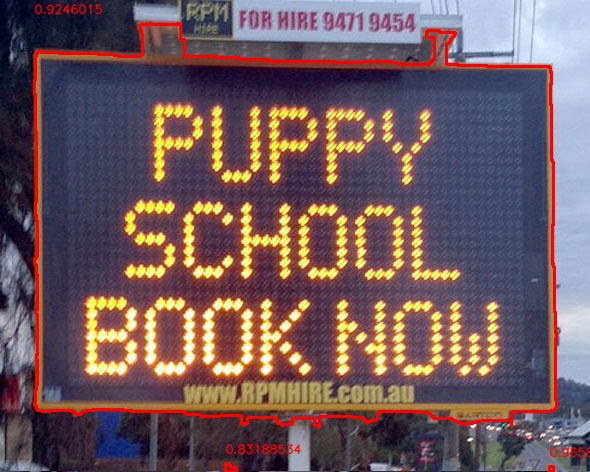 0.9246015
RPM
HIRE
FOR HIRE 9471 9454
PUPPY
SCHOOL
BOOK NOW
www.RPMHIRE.com.au
0.83188534